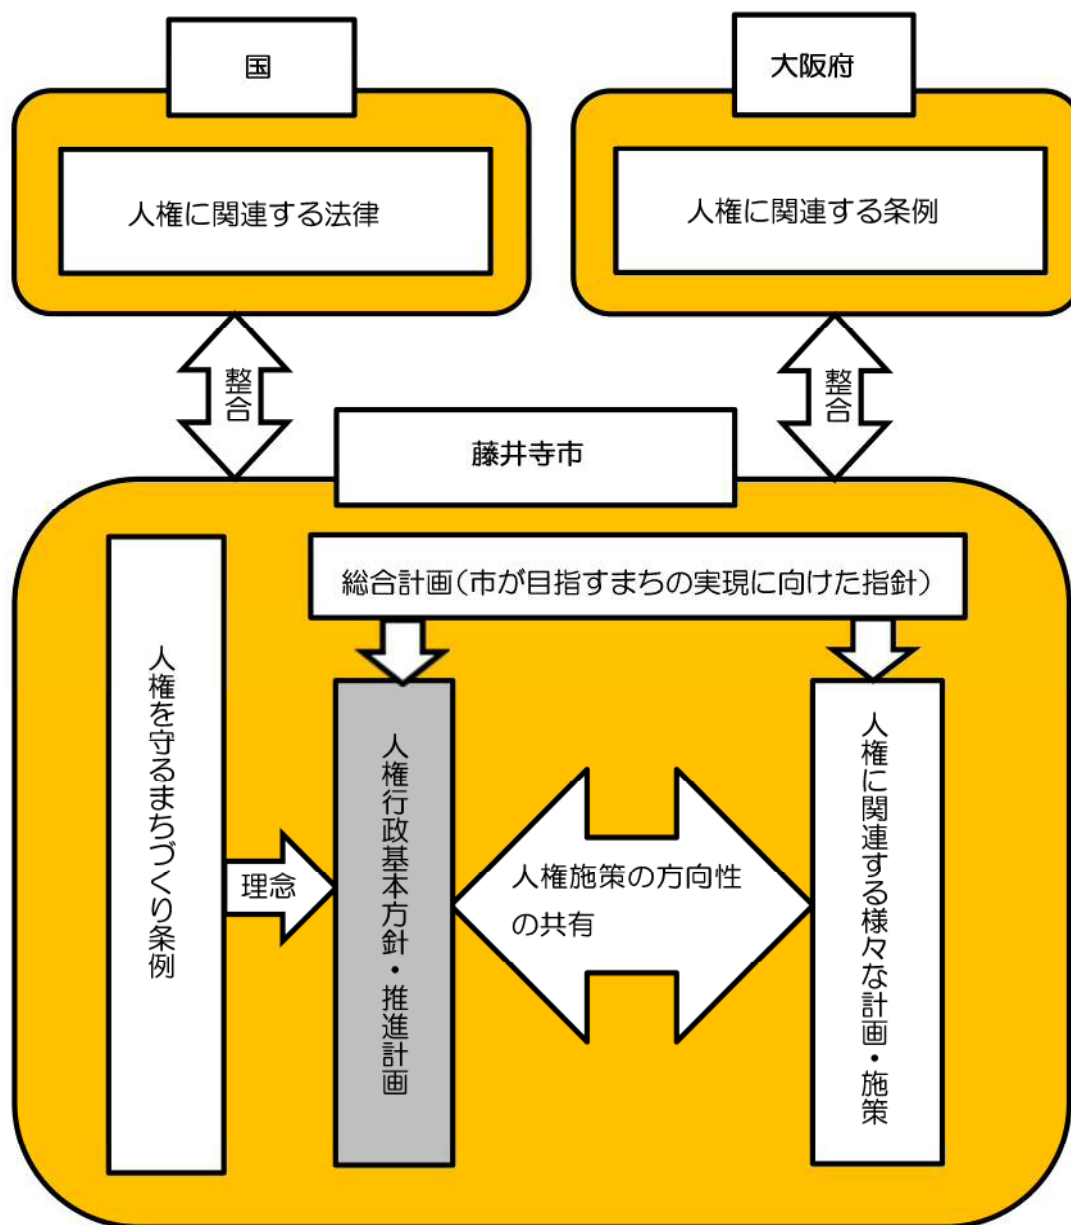 国
大阪府
人権に関連する法律
人権に関連する条例
整合
整合
藤井寺市
総合計画(市が目指すまちの実現に向けた指針)
人権を守るまちづくり条例
理念
人権行政基本方針・推進計画
人権施策の方向性
の共有
人権に関連する様々な計画・施策